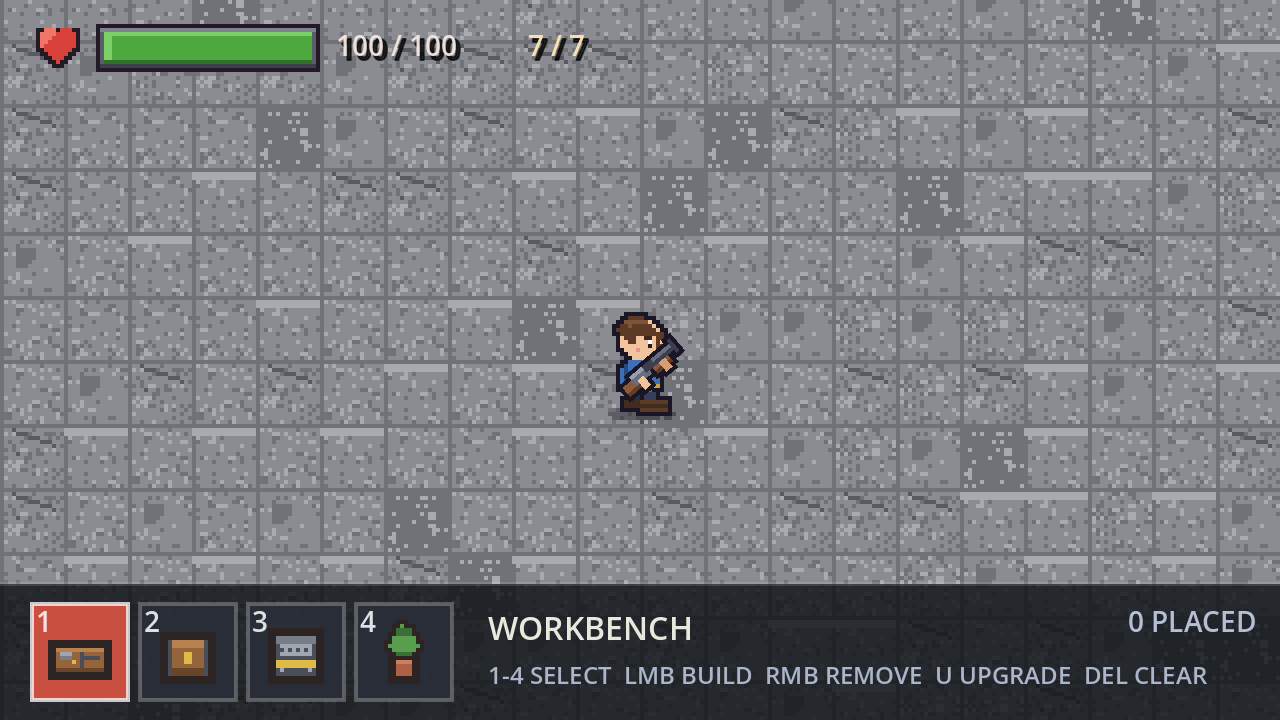 100 / 100 7 / 7
1 2 3 4
WORKBENCH
0 PLACED
1-4 SELECT LMB BUILD RMB REMOVE U UPGRADE DEL CLEAR